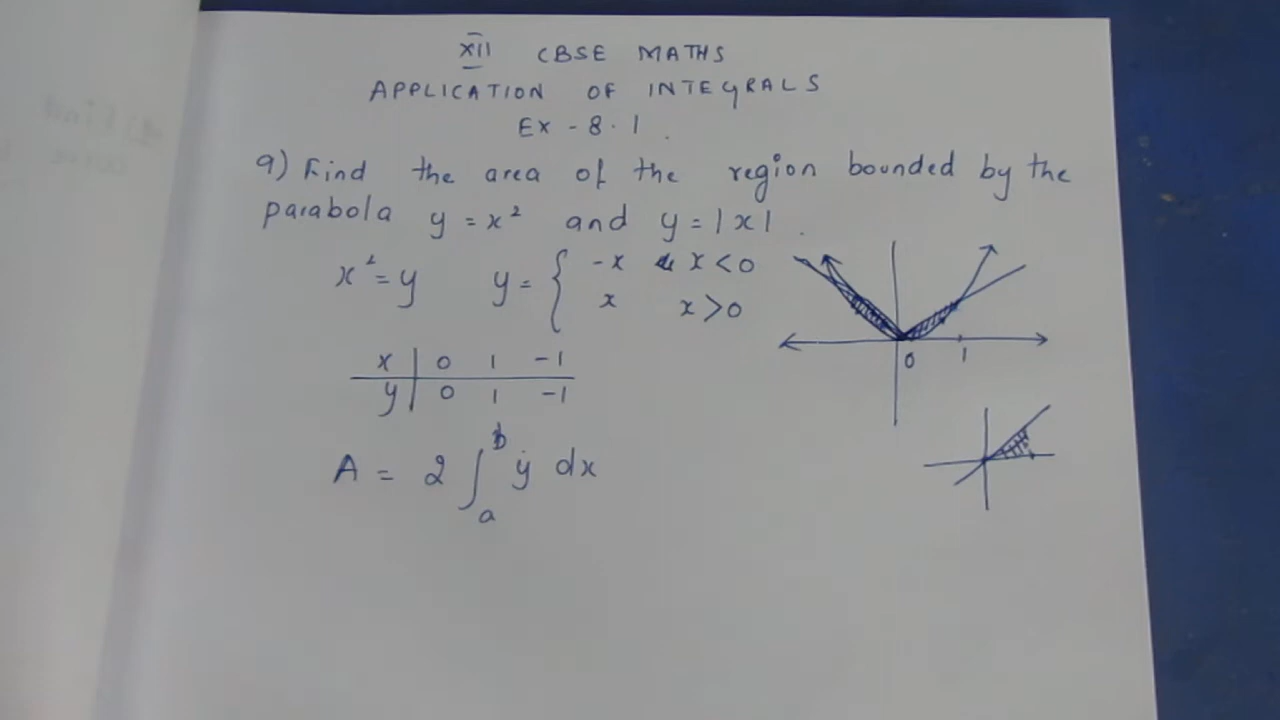 XII CBSE MATHS
APPLICATION OF INTEGRALS
EX - 8.1.
9) Find the area of the region bounded by the
parabola y = x² and y = |x|.
x² = y y = { -x x < 0
x x > 0
x | 0 1 -1
y | 0 1 -1
0 1
A = 2 ∫ₐᵇ y dx